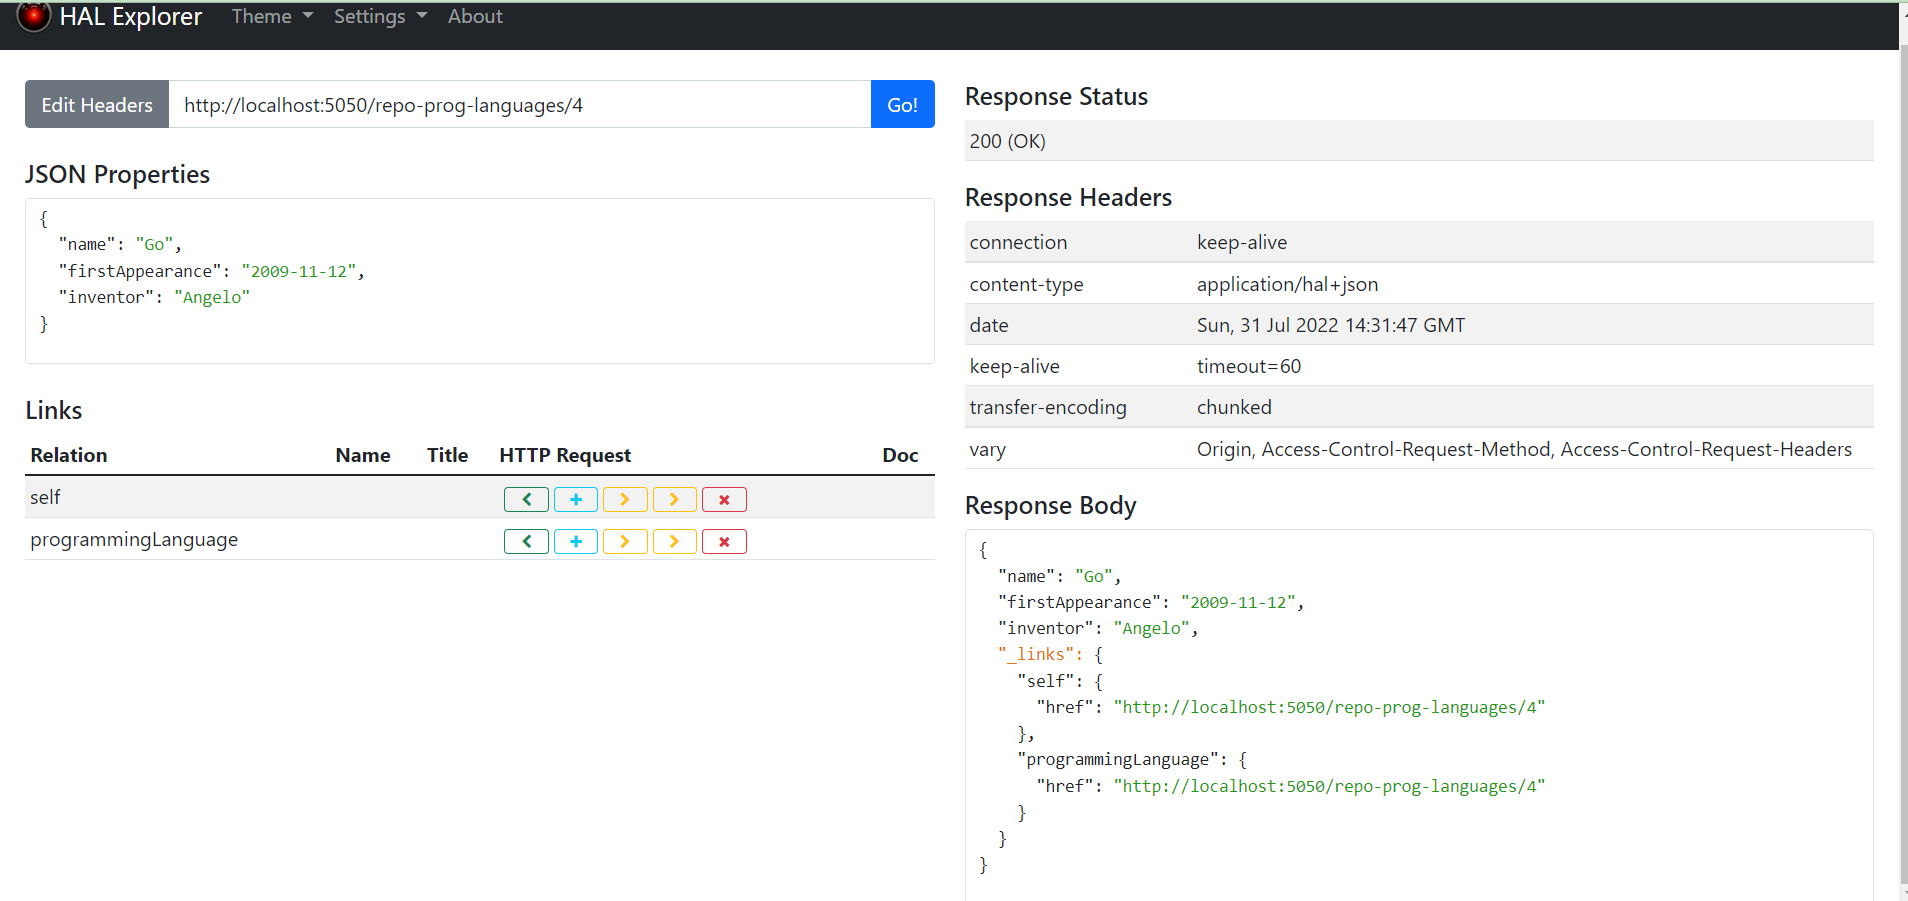 HAL Explorer Theme Settings About
Edit Headers http://localhost:5050/repo-prog-languages/4 Go!
JSON Properties
{
  "name": "Go",
  "firstAppearance": "2009-11-12",
  "inventor": "Angelo"
}
Links
Relation Name Title HTTP Request Doc
self
programmingLanguage
Response Status
200 (OK)
Response Headers
connection keep-alive
content-type application/hal+json
date Sun, 31 Jul 2022 14:31:47 GMT
keep-alive timeout=60
transfer-encoding chunked
vary Origin, Access-Control-Request-Method, Access-Control-Request-Headers
Response Body
{
  "name": "Go",
  "firstAppearance": "2009-11-12",
  "inventor": "Angelo",
  "_links": {
    "self": {
      "href": "http://localhost:5050/repo-prog-languages/4"
    },
    "programmingLanguage": {
      "href": "http://localhost:5050/repo-prog-languages/4"
    }
  }
}